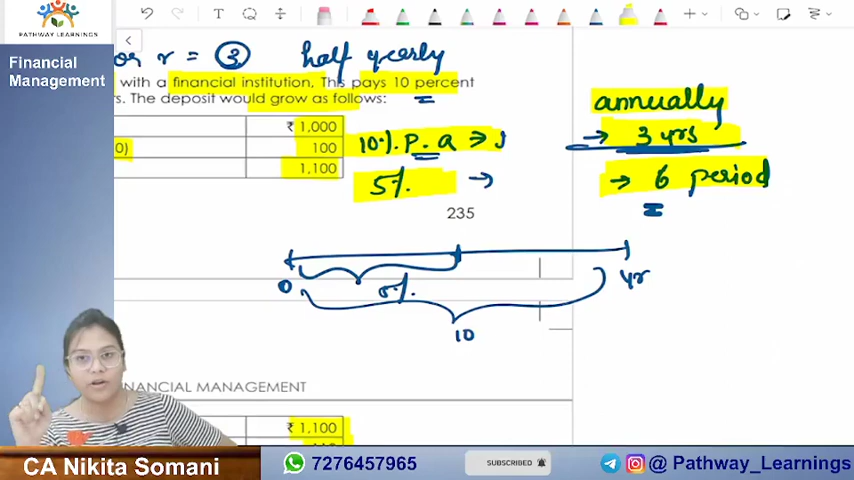 PATHWAY LEARNINGS
Financial
Management
or r = 3 half yearly
with a financial institution, This pays 10 percent
rs. The deposit would grow as follows:
₹ 1,000
0) 100
1,100
10%. P. a ⇒
5%. →
annually
→ 3 yrs
→ 6 period
235
0 5%. yr
10
INANCIAL MANAGEMENT
₹ 1,100
CA Nikita Somani
7276457965
SUBSCRIBED
@ Pathway_Learnings